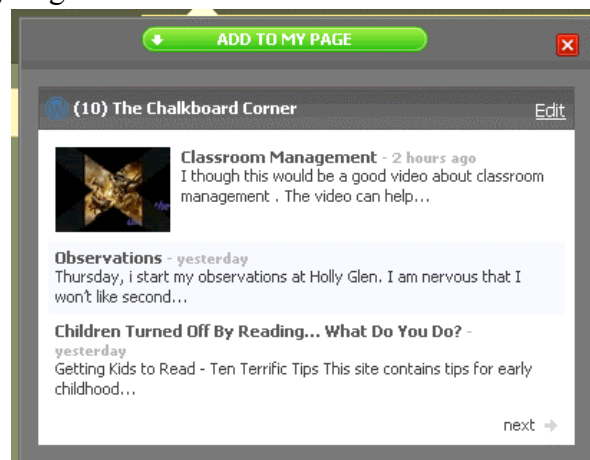 ADD TO MY PAGE
(10) The Chalkboard Corner
Edit
Classroom Management - 2 hours ago
I though this would be a good video about classroom
management . The video can help...
Observations - yesterday
Thursday, i start my observations at Holly Glen. I am nervous that I
won't like second...
Children Turned Off By Reading... What Do You Do? -
yesterday
Getting Kids to Read - Ten Terrific Tips This site contains tips for early
childhood...
next